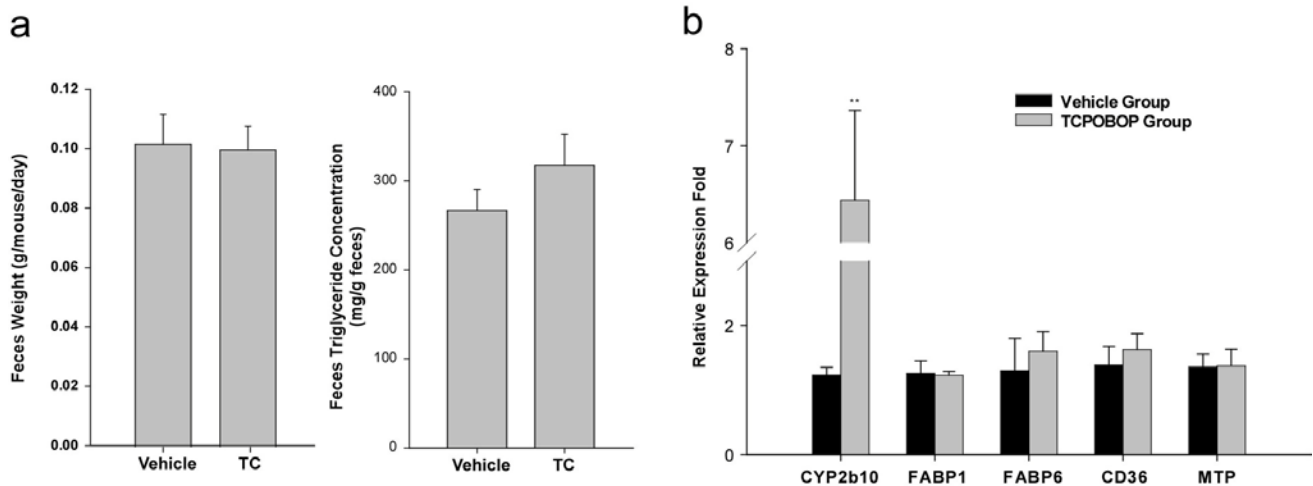 a
Feces Weight (g/mouse/day)
0.12
0.10
0.08
0.06
0.04
0.02
0.00
Vehicle TC
Feces Triglyceride Concentration
(mg/g feces)
400
300
200
100
0
Vehicle TC
b
Relative Expression Fold
8
7
6
2
0
**
Vehicle Group
TCPOBOP Group
CYP2b10 FABP1 FABP6 CD36 MTP